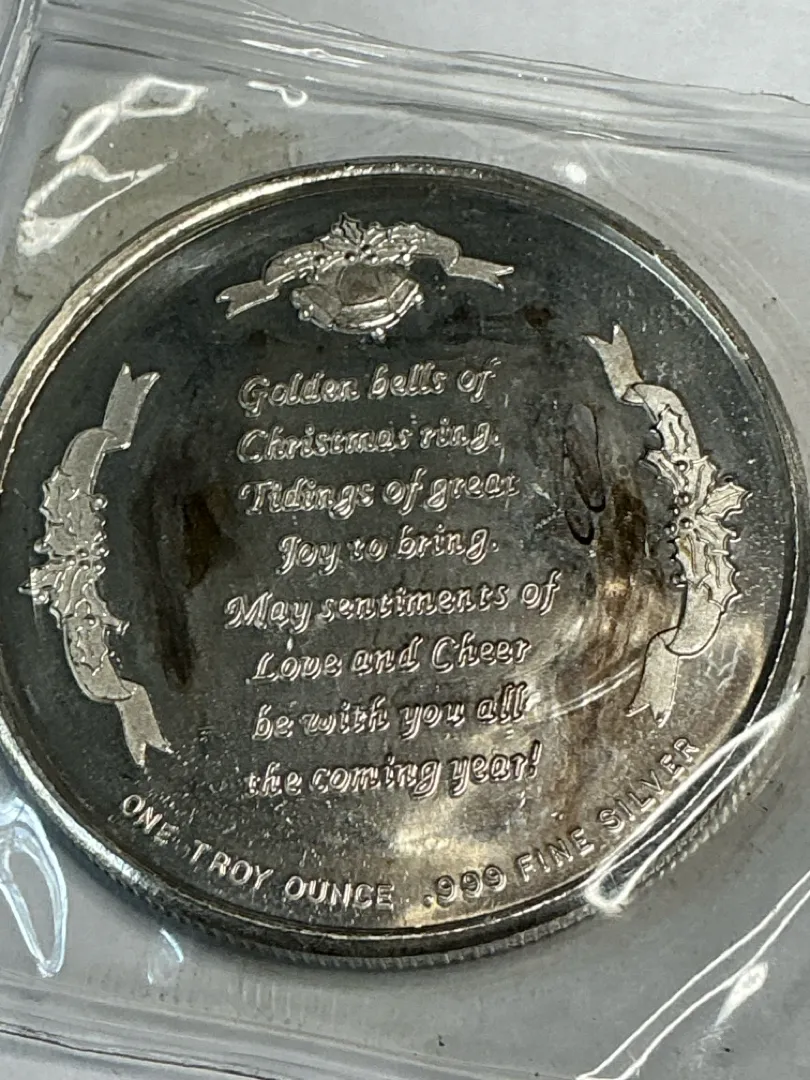 Golden bells of
Christmas ring,
Tidings of great
Joy to bring.
May sentiments of
Love and Cheer
be with you all
the coming year!
ONE TROY OUNCE .999 FINE SILVER